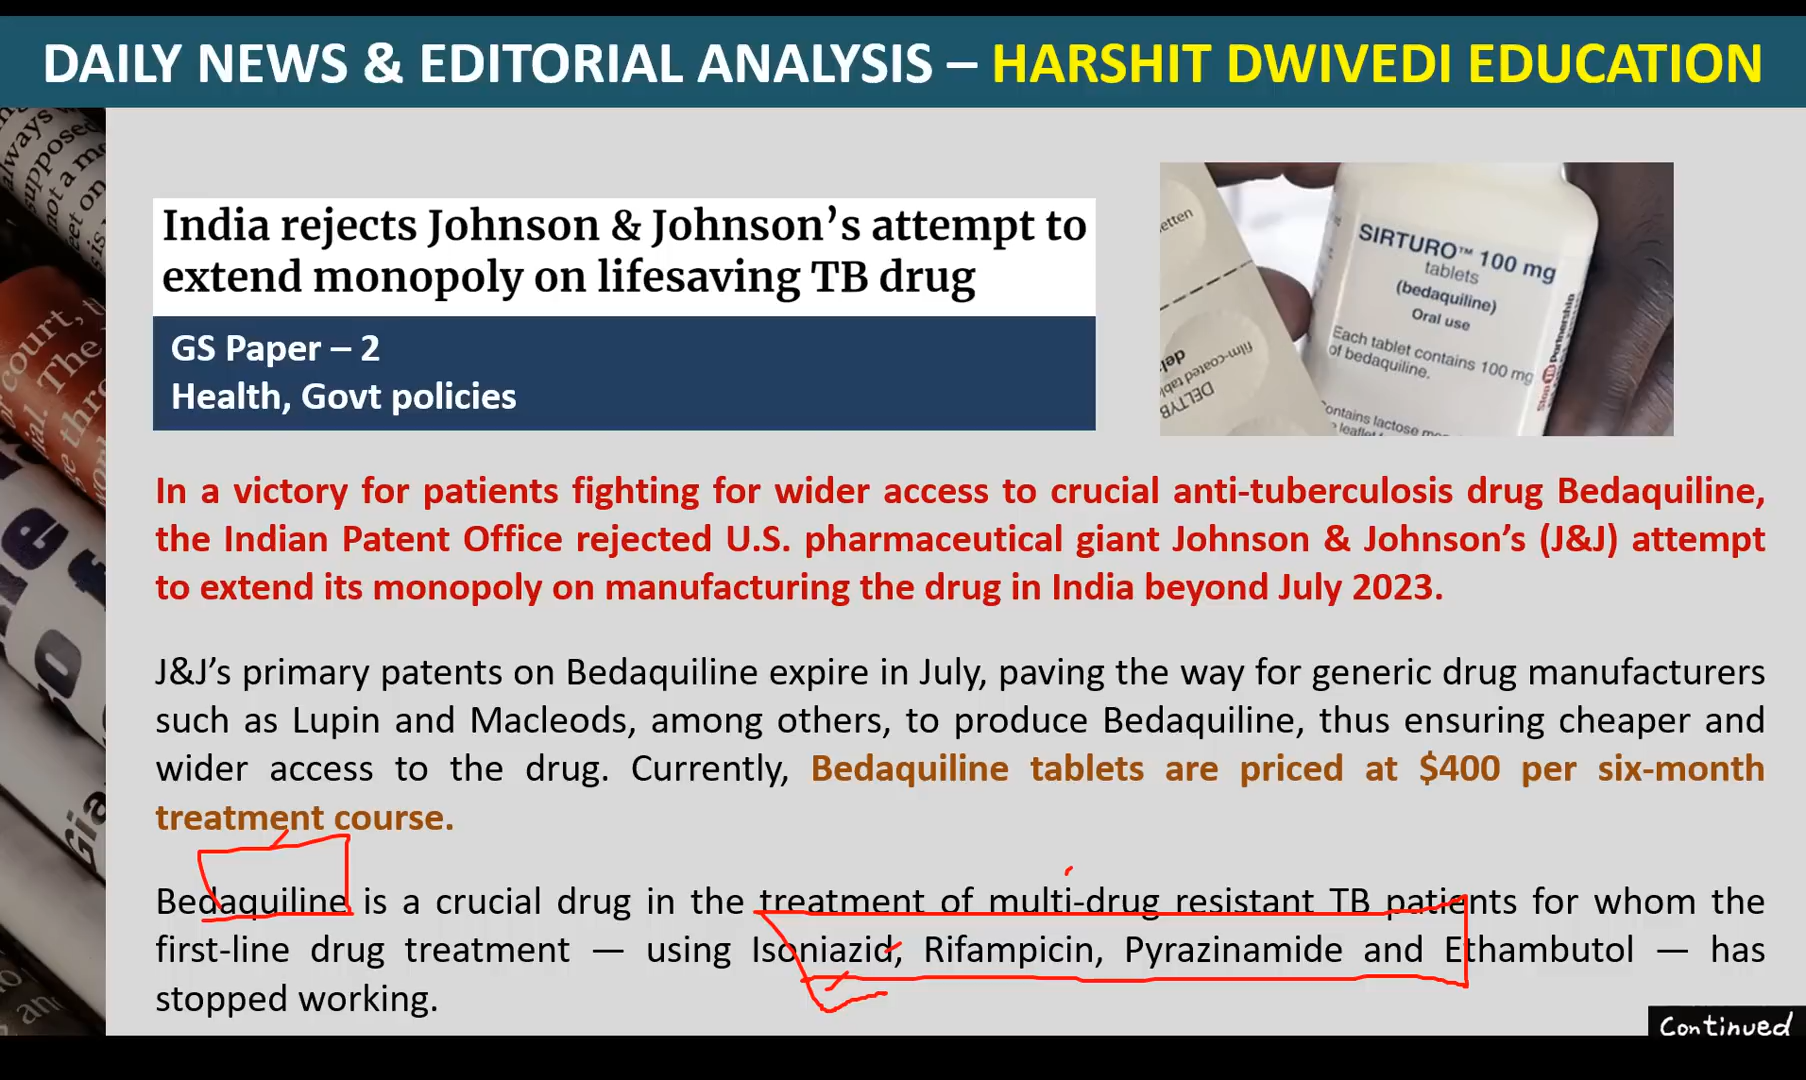 DAILY NEWS & EDITORIAL ANALYSIS – HARSHIT DWIVEDI EDUCATION
India rejects Johnson & Johnson’s attempt to
extend monopoly on lifesaving TB drug
GS Paper – 2
Health, Govt policies
SIRTURO™ 100 mg
tablets
(bedaquiline)
Oral use
Each tablet contains 100 mg
of bedaquiline.
film-coated
In a victory for patients fighting for wider access to crucial anti-tuberculosis drug Bedaquiline,
the Indian Patent Office rejected U.S. pharmaceutical giant Johnson & Johnson’s (J&J) attempt
to extend its monopoly on manufacturing the drug in India beyond July 2023.
J&J’s primary patents on Bedaquiline expire in July, paving the way for generic drug manufacturers
such as Lupin and Macleods, among others, to produce Bedaquiline, thus ensuring cheaper and
wider access to the drug. Currently, Bedaquiline tablets are priced at $400 per six-month
treatment course.
Bedaquiline is a crucial drug in the treatment of multi-drug resistant TB patients for whom the
first-line drug treatment — using Isoniazid, Rifampicin, Pyrazinamide and Ethambutol — has
stopped working.
Continued